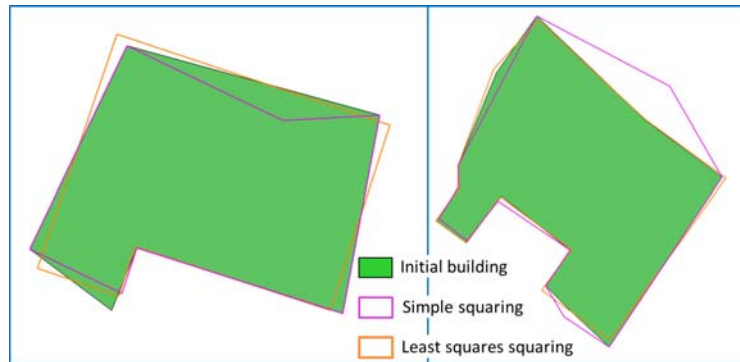 Initial building
Simple squaring
Least squares squaring